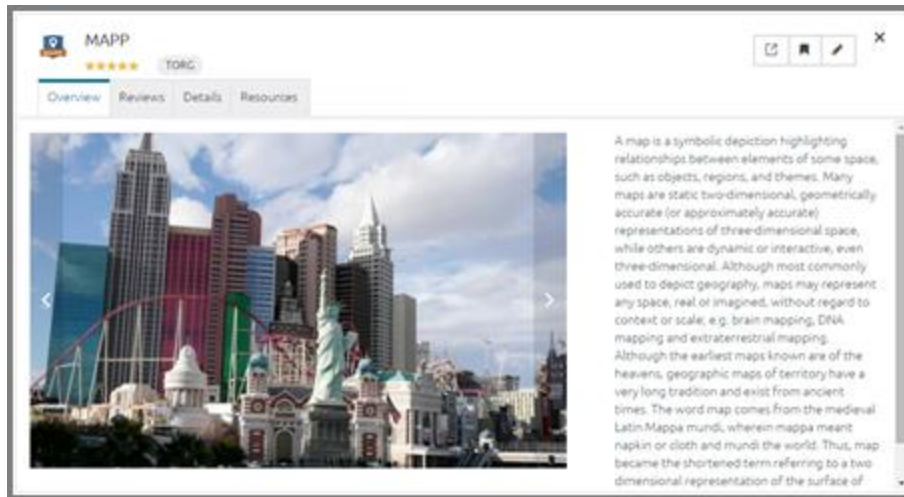 MAPP
TORG
Overview Reviews Details Resources
A map is a symbolic depiction highlighting
relationships between elements of some space,
such as objects, regions, and themes. Many
maps are static two-dimensional, geometrically
accurate (or approximately accurate)
representations of three-dimensional space,
while others are dynamic or interactive, even
three-dimensional. Although most commonly
used to depict geography, maps may represent
any space, real or imagined, without regard to
context or scale; e.g. brain mapping, DNA
mapping and extraterrestrial mapping.
Although the earliest maps known are of the
heavens, geographic maps of territory have a
very long tradition and exist from ancient
times. The word map comes from the medieval
Latin Mappa mundi, wherein mappa meant
napkin or cloth and mundi the world. Thus, map
became the shortened term referring to a two
dimensional representation of the surface of